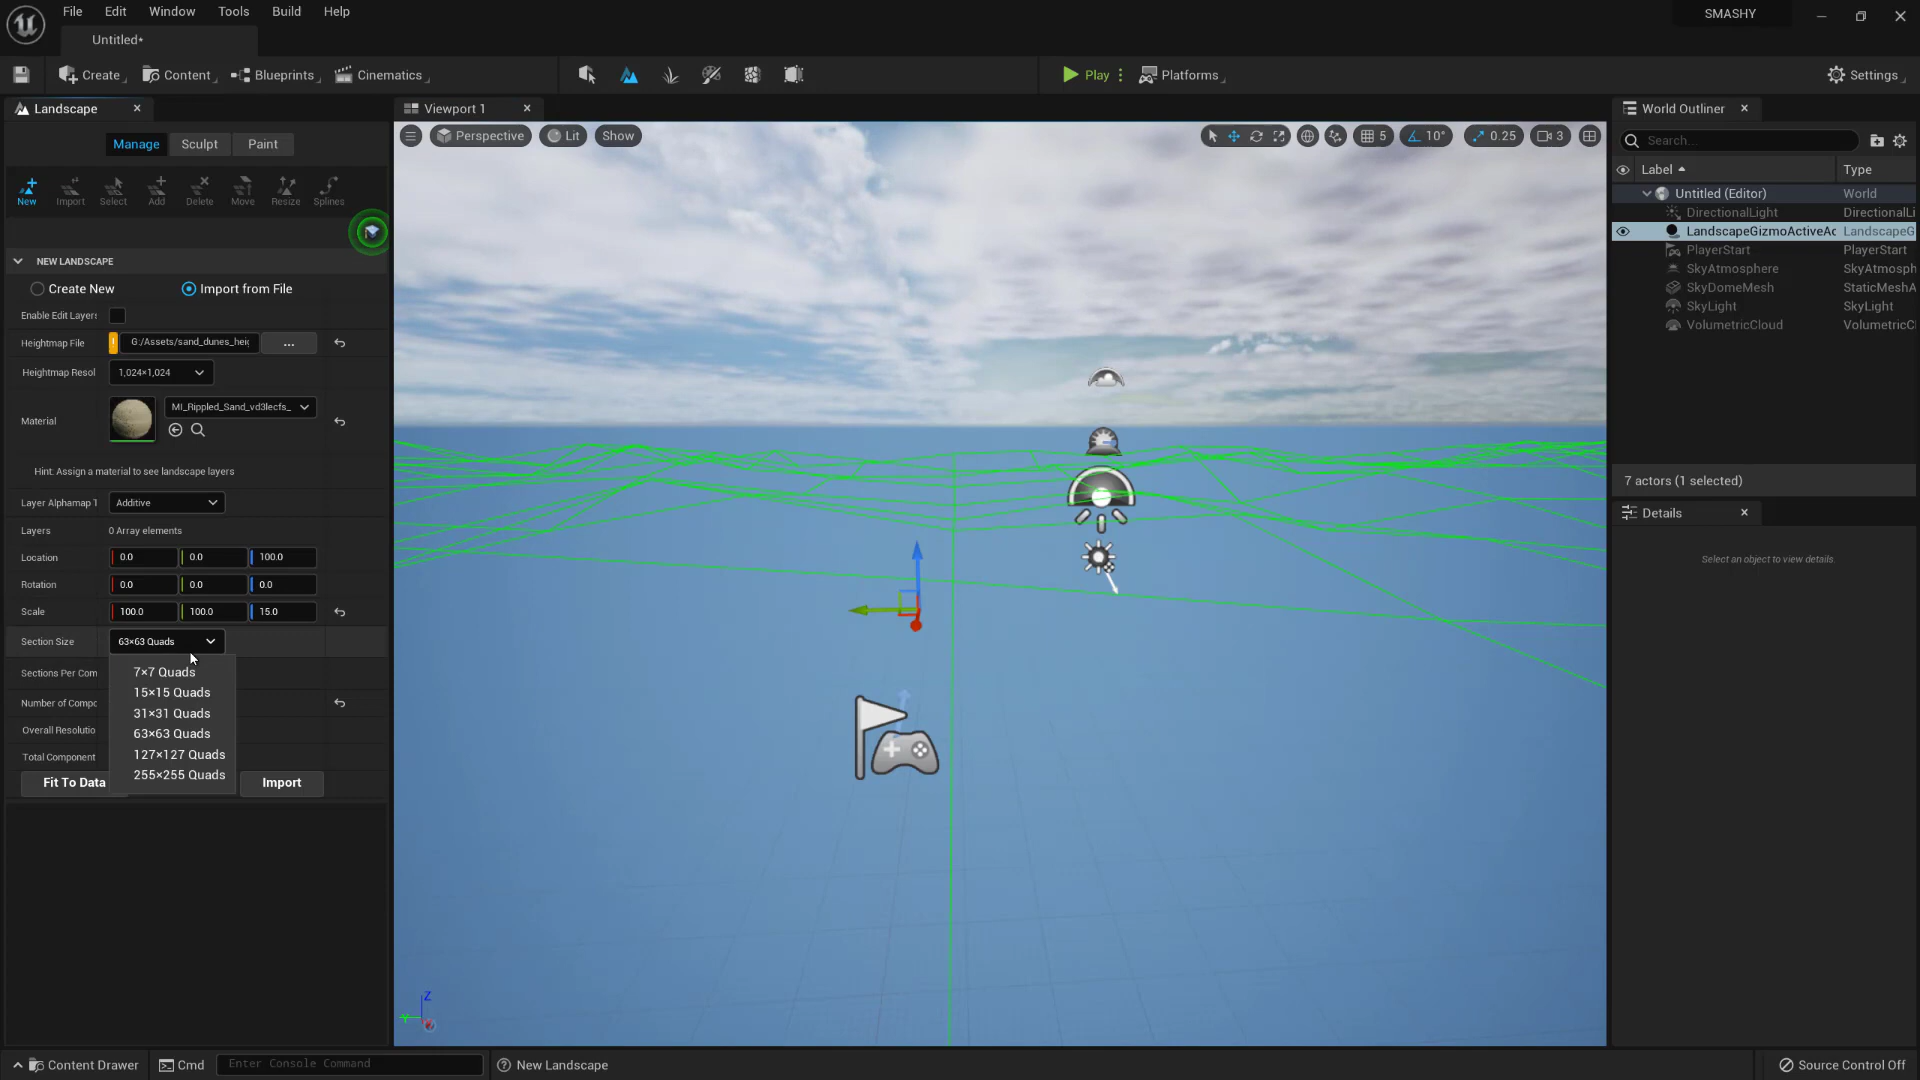 File Edit Window Tools Build Help
SMASHY
Untitled*
Create Content Blueprints Cinematics
Play Platforms
Settings
Landscape
Manage Sculpt Paint
New Import Select Add Delete Move Resize Splines
NEW LANDSCAPE
Create New Import from File
Enable Edit Layers
Heightmap File G:/Assets/sand_dunes_hei ...
Heightmap Resol 1,024×1,024
Material MI_Rippled_Sand_vd3lecfs_
Hint: Assign a material to see landscape layers
Layer Alphamap T Additive
Layers 0 Array elements
Location 0.0 0.0 100.0
Rotation 0.0 0.0 0.0
Scale 100.0 100.0 15.0
Section Size 63×63 Quads
7×7 Quads
Sections Per Com
15×15 Quads
Number of Compo
31×31 Quads
63×63 Quads
Overall Resolutio
127×127 Quads
Total Component
255×255 Quads
Fit To Data Import
Viewport 1
Perspective Lit Show
5 10° 0.25 3
Z
Y
World Outliner
Search...
Label Type
Untitled (Editor) World
DirectionalLight DirectionalLi
LandscapeGizmoActiveAc LandscapeG
PlayerStart PlayerStart
SkyAtmosphere SkyAtmosph
SkyDomeMesh StaticMeshA
SkyLight SkyLight
VolumetricCloud VolumetricC
7 actors (1 selected)
Details
Select an object to view details
Content Drawer Cmd Enter Console Command New Landscape
Source Control Off